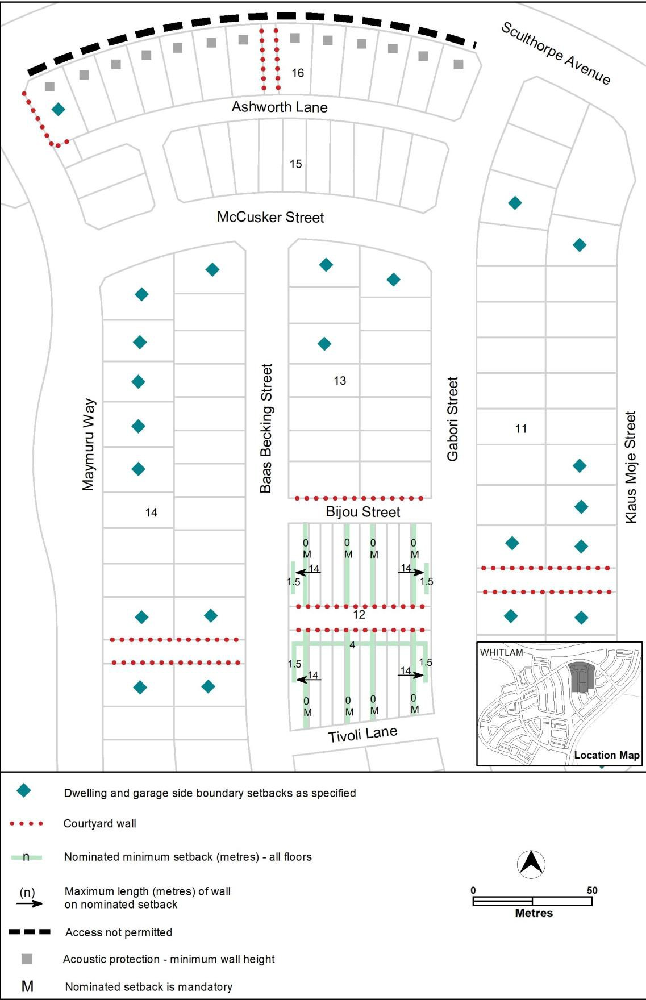 Sculthorpe Avenue
16
Ashworth Lane
15
McCusker Street
13
Maymuru Way
Baas Becking Street
Gabori Street
11
Klaus Moje Street
14
Bijou Street
0 0 0 0
M M M M
14 14
1.5 1.5
12
4
1.5 1.5
14 14
0 0 0 0
M M M M
Tivoli Lane
WHITLAM
Location Map
Dwelling and garage side boundary setbacks as specified
Courtyard wall
n Nominated minimum setback (metres) - all floors
(n) Maximum length (metres) of wall
on nominated setback
Access not permitted
Acoustic protection - minimum wall height
M Nominated setback is mandatory
0 50
Metres